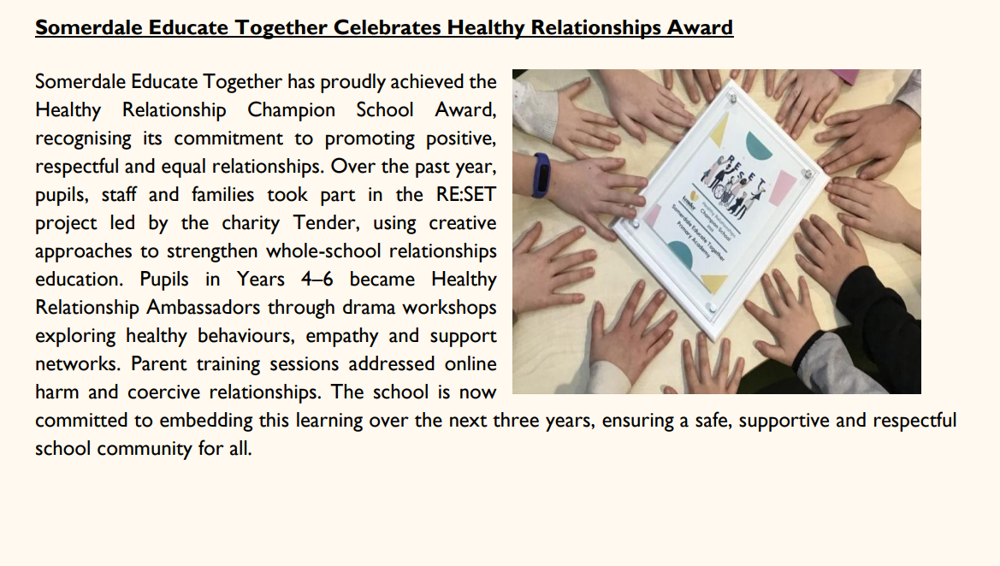 Somerdale Educate Together Celebrates Healthy Relationships Award
Somerdale Educate Together has proudly achieved the
Healthy Relationship Champion School Award,
recognising its commitment to promoting positive,
respectful and equal relationships. Over the past year,
pupils, staff and families took part in the RE:SET
project led by the charity Tender, using creative
approaches to strengthen whole-school relationships
education. Pupils in Years 4–6 became Healthy
Relationship Ambassadors through drama workshops
exploring healthy behaviours, empathy and support
networks. Parent training sessions addressed online
harm and coercive relationships. The school is now
committed to embedding this learning over the next three years, ensuring a safe, supportive and respectful
school community for all.
RESET
tender
Healthy Relationships
Champion School
Somerdale Educate Together
Primary Academy